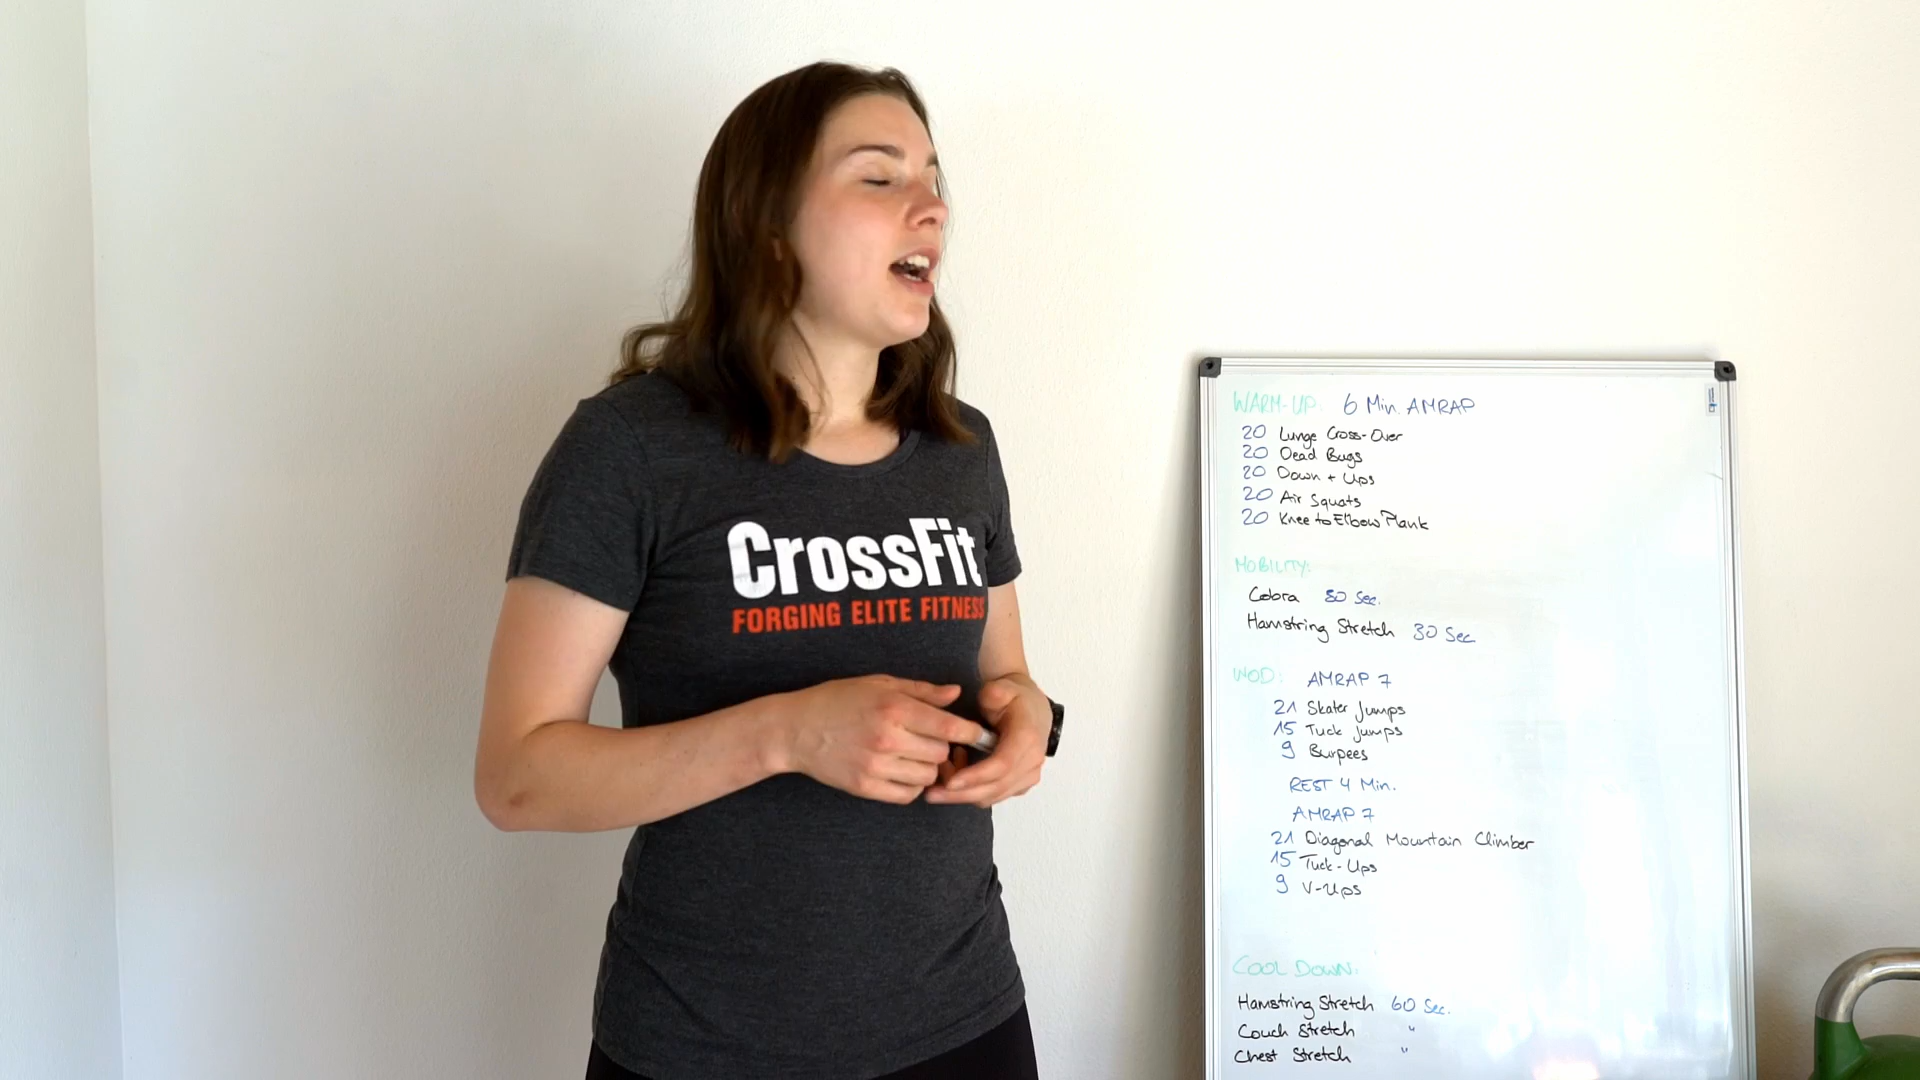 CrossFit
FORGING ELITE FITNESS
WARM-UP: 6 Min. AMRAP
20 Lunge Cross-Over
20 Dead Bugs
20 Down + Ups
20 Air Squats
20 Knee to Elbow Plank
MOBILITY:
Cobra 30 Sec.
Hamstring Stretch 30 Sec
WOD: AMRAP 7
21 Skater Jumps
15 Tuck Jumps
9 Burpees
REST 4 Min.
AMRAP 7
21 Diagonal Mountain Climber
15 Tuck-Ups
9 V-Ups
COOL DOWN:
Hamstring Stretch 60 Sec.
Couch Stretch "
Chest Stretch "